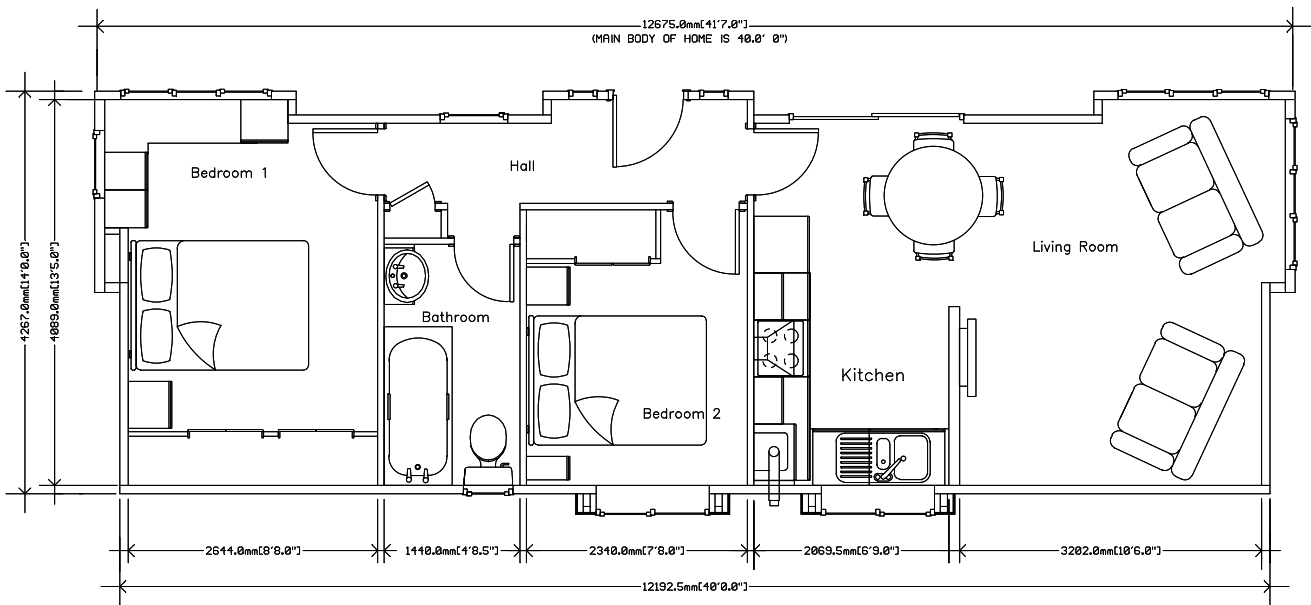 12675.0mm[41'7.0"]
(MAIN BODY OF HOME IS 40.0' 0")
Bedroom 1
Hall
Living Room
4267.0mm[14'0.0"]
4089.0mm[13'5.0"]
Bathroom
Kitchen
Bedroom 2
2644.0mm[8'8.0"]
1440.0mm[4'8.5"]
2340.0mm[7'8.0"]
2069.5mm[6'9.0"]
3202.0mm[10'6.0"]
12192.5mm[40'0.0"]